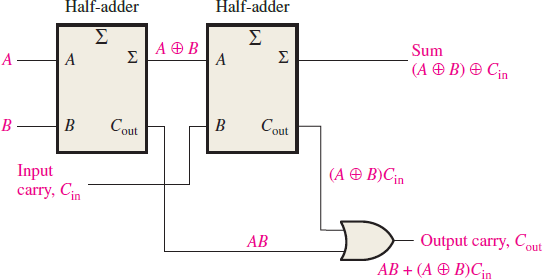 Half-adder
Half-adder
Σ
Σ
A
A
Σ
A ⊕ B
A
Σ
Sum
(A ⊕ B) ⊕ Cin
B
B
Cout
B
Cout
Input
carry, Cin
(A ⊕ B)Cin
AB
Output carry, Cout
AB + (A ⊕ B)Cin